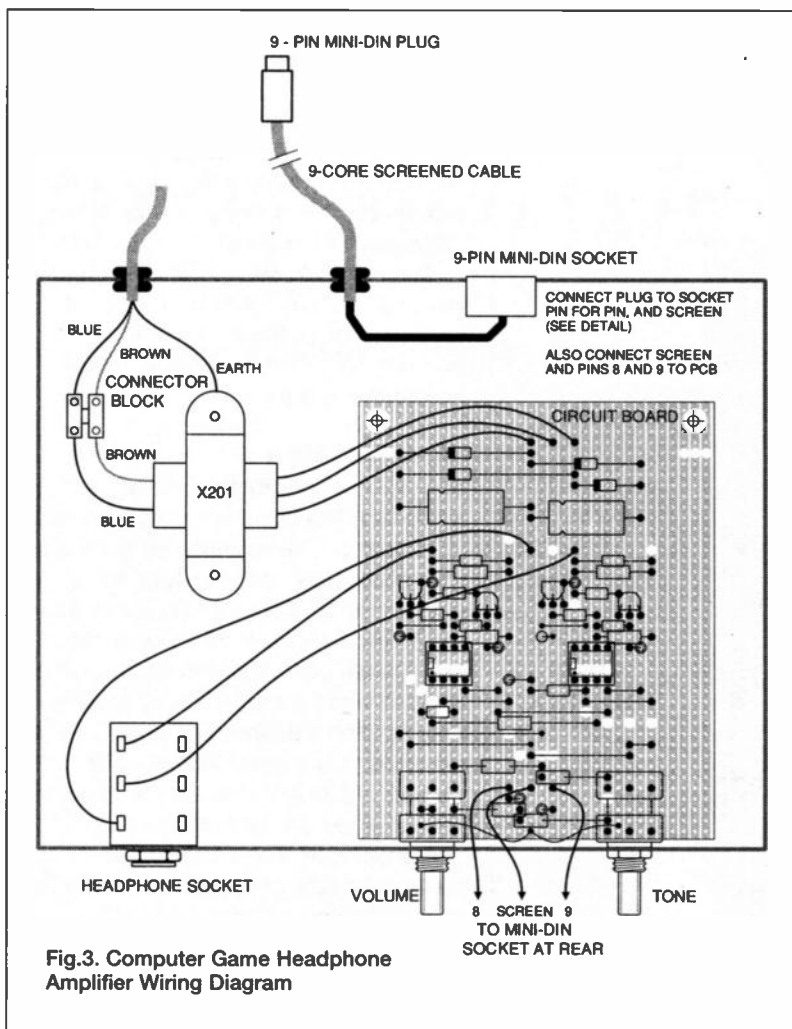 9 - PIN MINI-DIN PLUG
9-CORE SCREENED CABLE
9-PIN MINI-DIN SOCKET
CONNECT PLUG TO SOCKET
PIN FOR PIN, AND SCREEN
(SEE DETAIL)
ALSO CONNECT SCREEN
AND PINS 8 AND 9 TO PCB
BLUE
BROWN
EARTH
CONNECTOR
BLOCK
CIRCUIT BOARD
BROWN
X201
BLUE
HEADPHONE SOCKET
VOLUME
TONE
8 SCREEN 9
TO MINI-DIN
SOCKET AT REAR
Fig.3. Computer Game Headphone
Amplifier Wiring Diagram